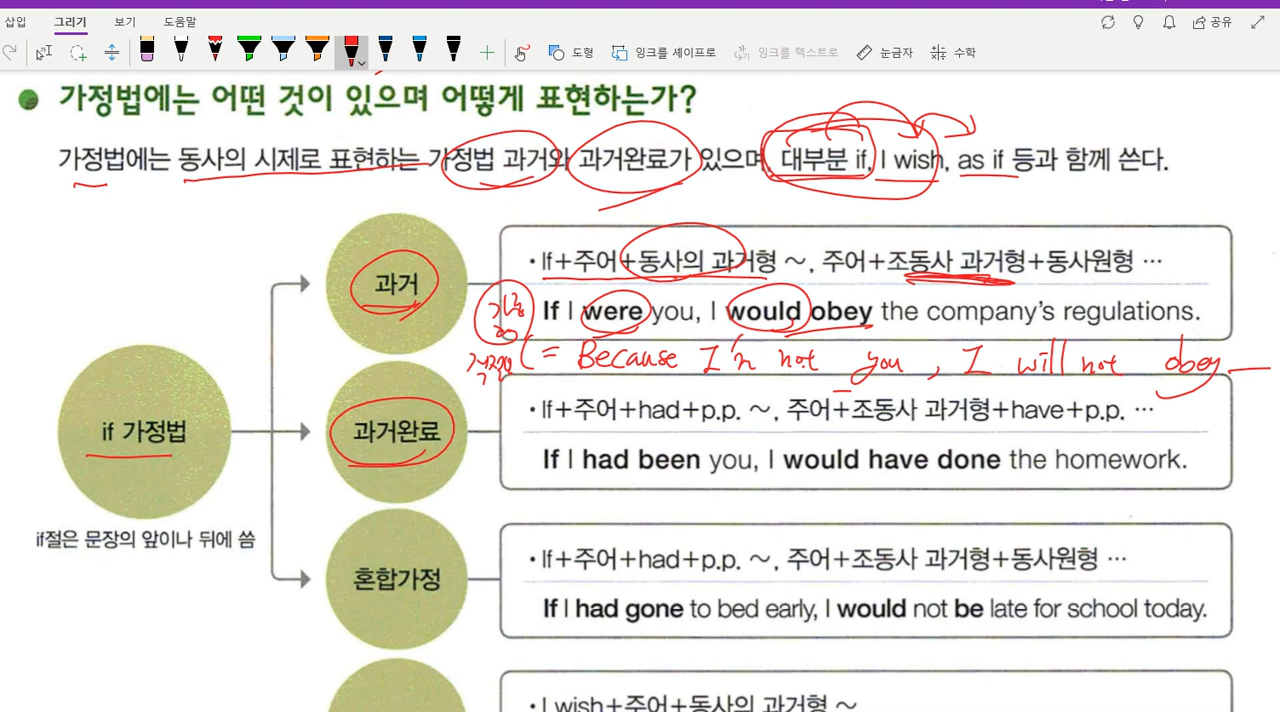 삽입 그리기 보기 도움말 공유
도형 잉크를 셰이프로 잉크를 텍스트로 눈금자 수학
가정법에는 어떤 것이 있으며 어떻게 표현하는가?
가정법에는 동사의 시제로 표현하는 가정법 과거와 과거완료가 있으며, 대부분 if, I wish, as if 등과 함께 쓴다.
if 가정법
if절은 문장의 앞이나 뒤에 씀
과거
• If+주어+동사의 과거형 ~, 주어+조동사 과거형+동사원형 …
If I were you, I would obey the company's regulations.
(= Because I'm not you, I will not obey
과거완료
• If+주어+had+p.p. ~, 주어+조동사 과거형+have+p.p. …
If I had been you, I would have done the homework.
혼합가정
• If+주어+had+p.p. ~, 주어+조동사 과거형+동사원형 …
If I had gone to bed early, I would not be late for school today.
• I wish+주어+동사의 과거형 ~